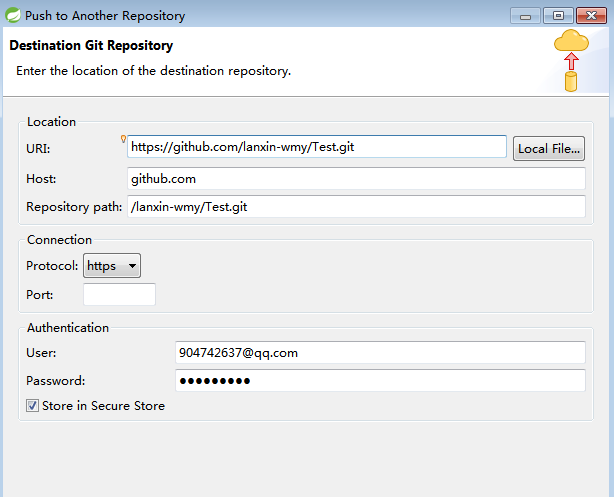 Push to Another Repository
Destination Git Repository
Enter the location of the destination repository.
Location
URI: https://github.com/lanxin-wmy/Test.git Local File...
Host: github.com
Repository path: /lanxin-wmy/Test.git
Connection
Protocol: https
Port:
Authentication
User: 904742637@qq.com
Password: ●●●●●●●●●
Store in Secure Store